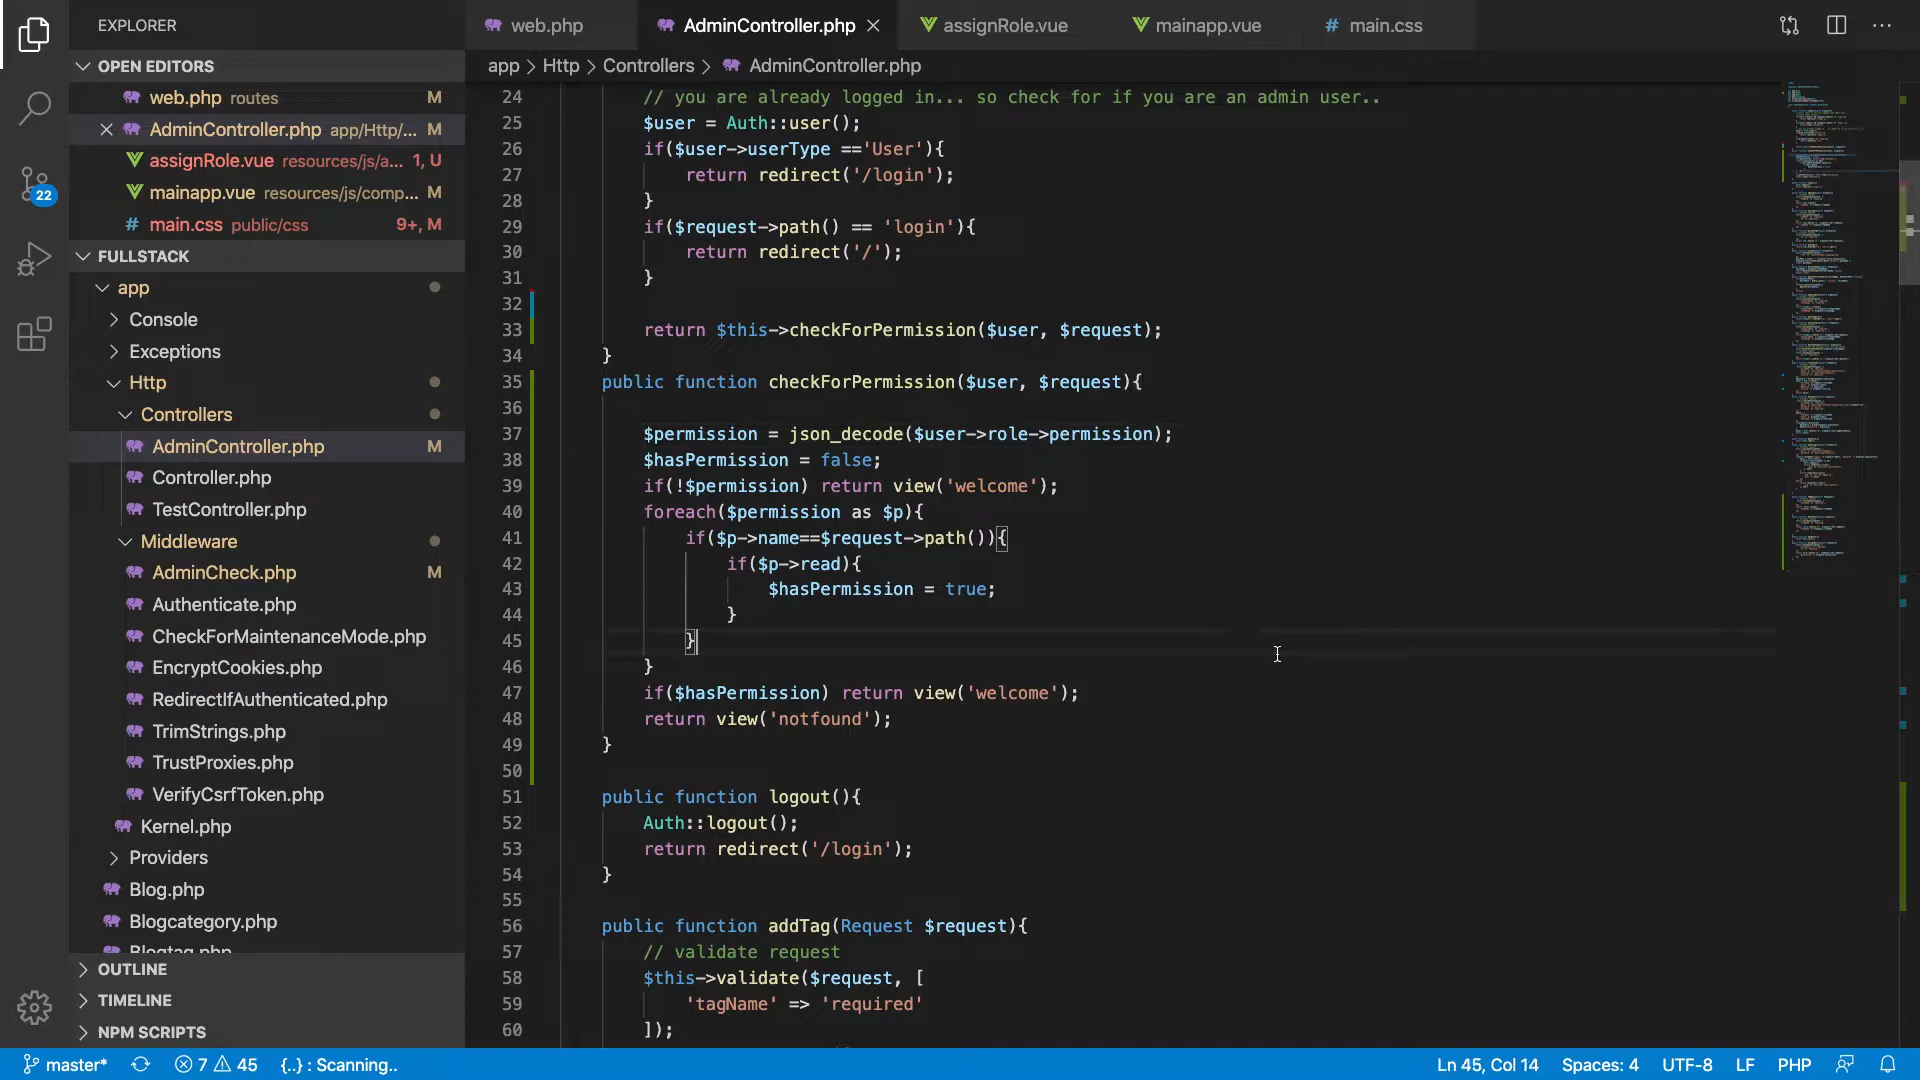 EXPLORER
OPEN EDITORS
web.php routes M
AdminController.php app/Http/... M
assignRole.vue resources/js/a... 1, U
mainapp.vue resources/js/comp... M
main.css public/css 9+, M
FULLSTACK
app
Console
Exceptions
Http
Controllers
AdminController.php M
Controller.php
TestController.php
Middleware
AdminCheck.php M
Authenticate.php
CheckForMaintenanceMode.php
EncryptCookies.php
RedirectIfAuthenticated.php
TrimStrings.php
TrustProxies.php
VerifyCsrfToken.php
Kernel.php
Providers
Blog.php
Blogcategory.php
Blogtag.php
OUTLINE
TIMELINE
NPM SCRIPTS
22
web.php AdminController.php assignRole.vue mainapp.vue # main.css
app > Http > Controllers > AdminController.php
24 // you are already logged in... so check for if you are an admin user..
25 $user = Auth::user();
26 if($user->userType =='User'){
27 return redirect('/login');
28 }
29 if($request->path() == 'login'){
30 return redirect('/');
31 }
32
33 return $this->checkForPermission($user, $request);
34 }
35 public function checkForPermission($user, $request){
36
37 $permission = json_decode($user->role->permission);
38 $hasPermission = false;
39 if(!$permission) return view('welcome');
40 foreach($permission as $p){
41 if($p->name==$request->path()){
42 if($p->read){
43 $hasPermission = true;
44 }
45 }
46 }
47 if($hasPermission) return view('welcome');
48 return view('notfound');
49 }
50
51 public function logout(){
52 Auth::logout();
53 return redirect('/login');
54 }
55
56 public function addTag(Request $request){
57 // validate request
58 $this->validate($request, [
59 'tagName' => 'required'
60 ]);
master* 7 45 {..} : Scanning.. Ln 45, Col 14 Spaces: 4 UTF-8 LF PHP